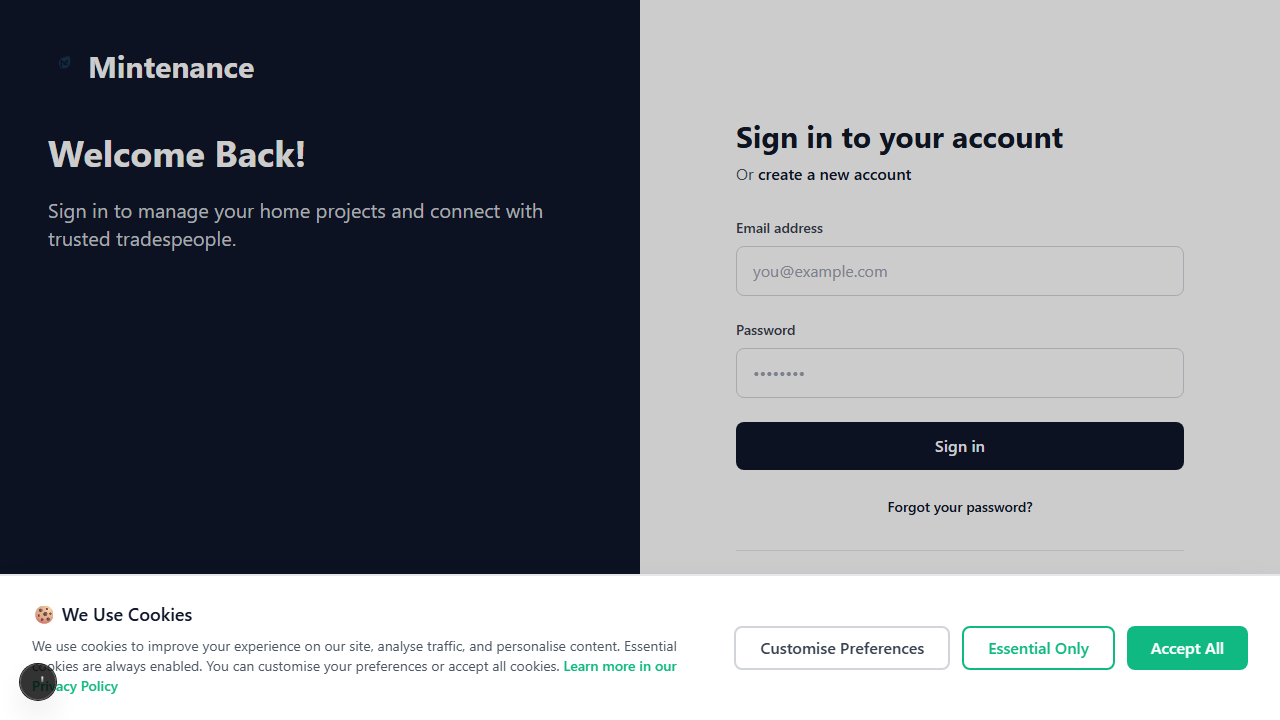 Mintenance
Welcome Back!
Sign in to manage your home projects and connect with
trusted tradespeople.
Sign in to your account
Or create a new account
Email address
you@example.com
Password
••••••••
Sign in
Forgot your password?
We Use Cookies
We use cookies to improve your experience on our site, analyse traffic, and personalise content. Essential
cookies are always enabled. You can customise your preferences or accept all cookies. Learn more in our
Privacy Policy
Customise Preferences
Essential Only
Accept All